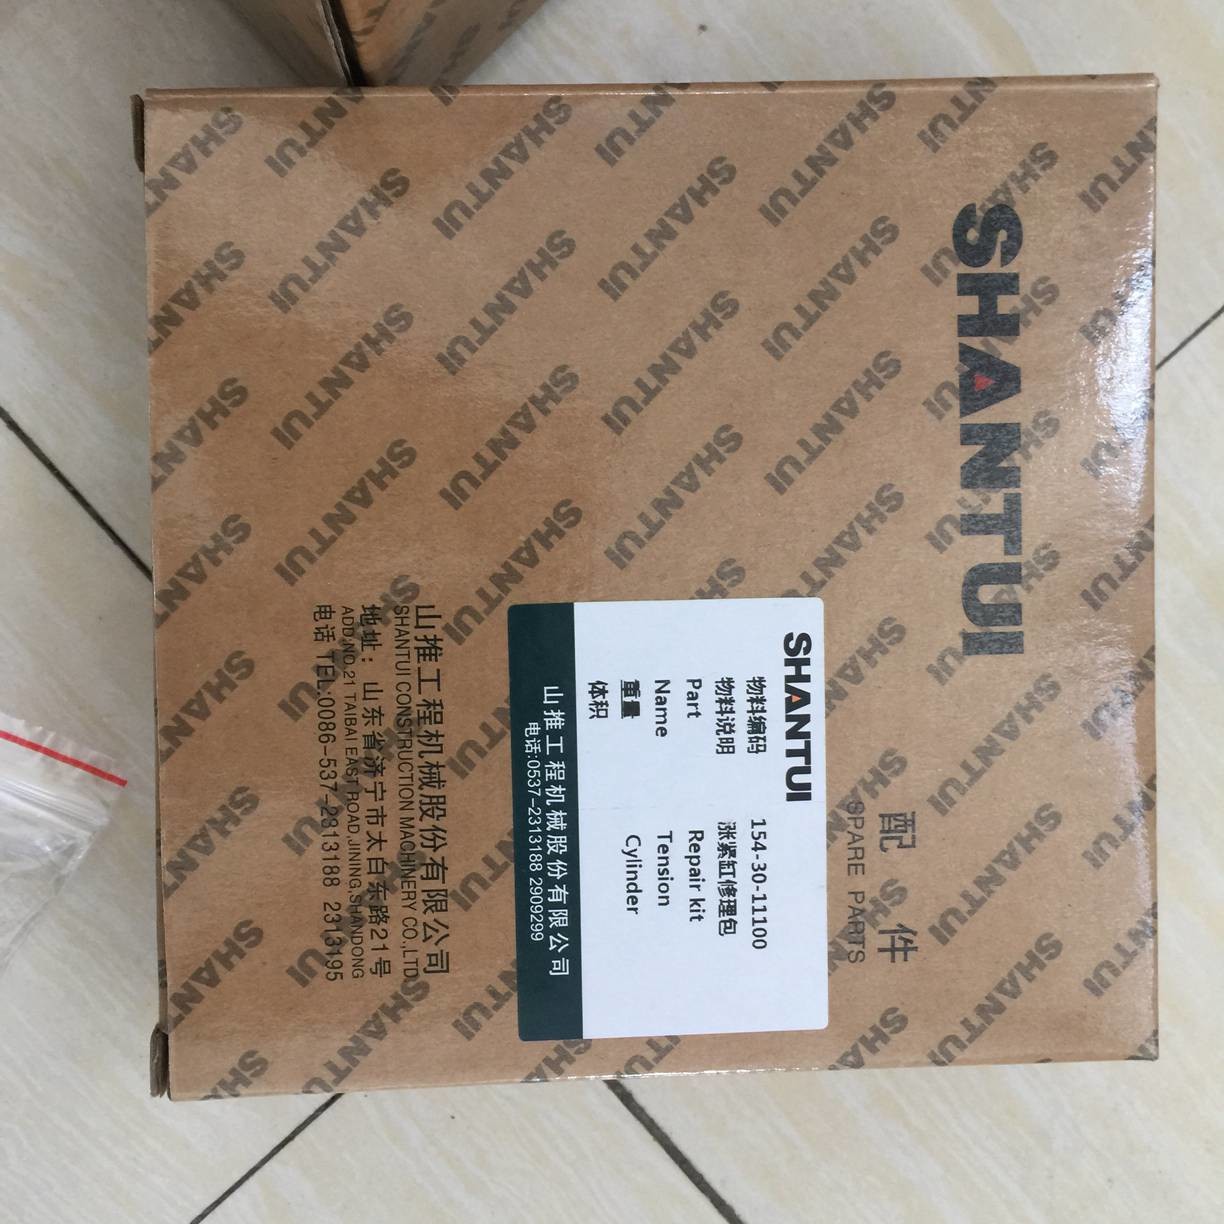 SHANTUI
配 件
SPARE PARTS
SHANTUI
物料编码 154-30-11100
物料说明 涨紧缸修理包
Part Repair kit
Name Tension
Cylinder
重量
体积
山推工程机械股份有限公司
电话:0537-2313188 2909299
山推工程机械股份有限公司
SHANTUI CONSTRUCTION MACHINERY CO.,LTD
地址：山东省济宁市太白东路21号
ADD:NO.21 TAIBAI EAST ROAD,JINING,SHANDONG
电话 TEL:0086-537-2313188 2313195